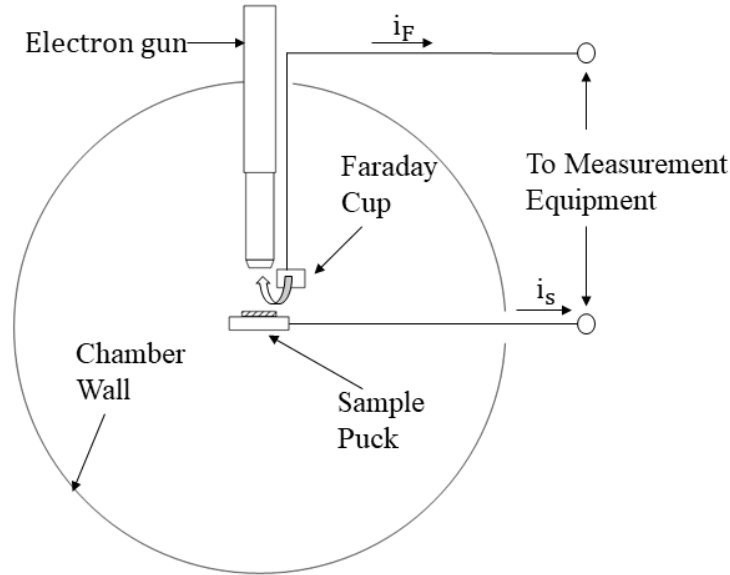 Electron gun
i_F
Faraday
Cup
To Measurement
Equipment
i_s
Chamber
Wall
Sample
Puck